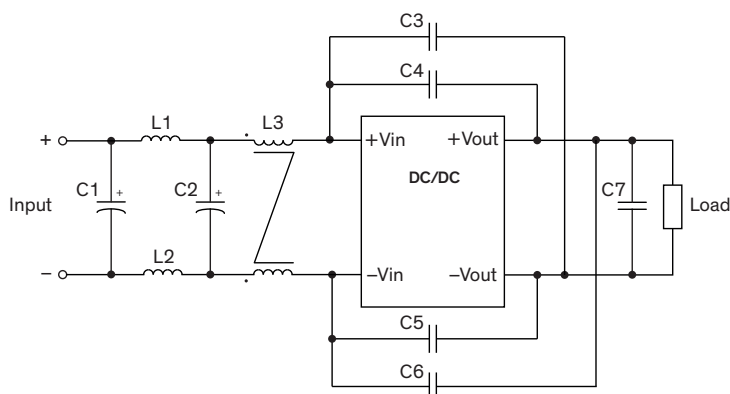 C3
C4
L1
L3
+
+Vin
+Vout
DC/DC
Input
C1
+
C2
+
C7
Load
−
L2
−Vin
−Vout
C5
C6